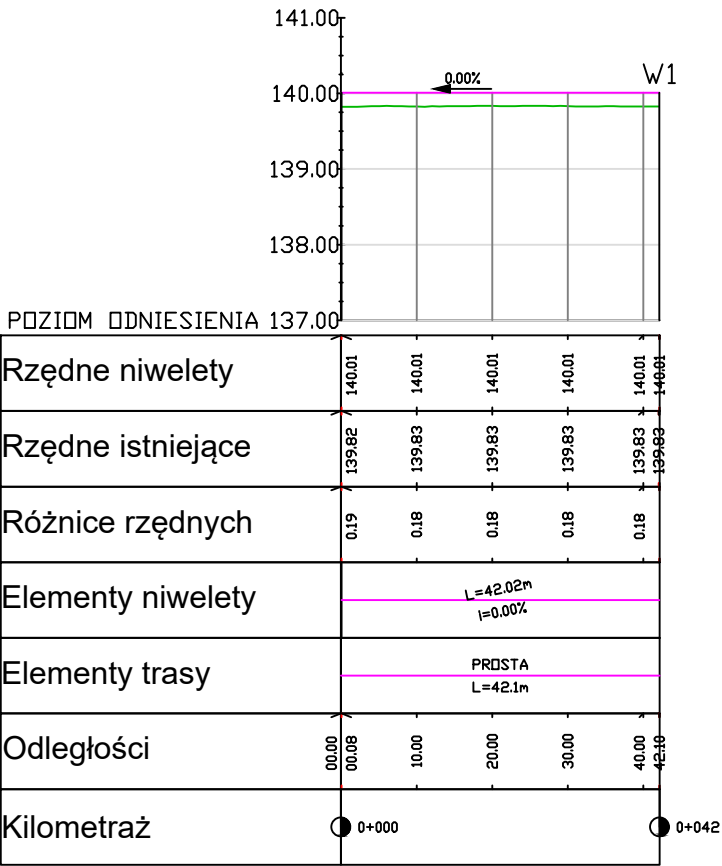 141.00
0.00%
W1
140.00
139.00
138.00
POZIOM ODNIESIENIA 137.00
Rzędne niwelety 140.01 140.01 140.01 140.01 140.01 140.01
Rzędne istniejące 139.82 139.83 139.83 139.83 139.83 139.83
Różnice rzędnych 0.19 0.18 0.18 0.18 0.18
Elementy niwelety
L=42.02m
i=0.00%
Elementy trasy
PROSTA
L=42.1m
Odległości 00.00 00.08 10.00 20.00 30.00 40.00 42.10
Kilometraż 0+000 0+042